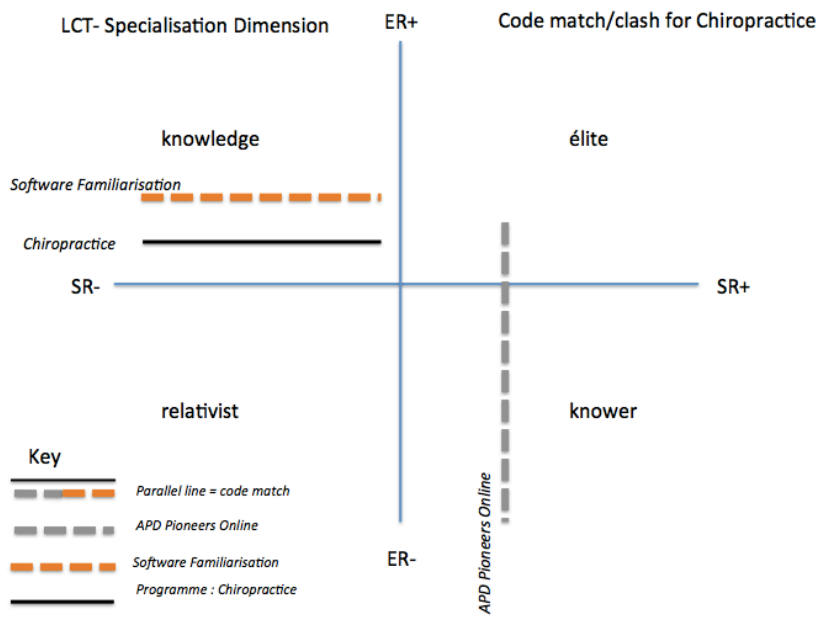 LCT- Specialisation Dimension
ER+
Code match/clash for Chiropractice
knowledge
élite
Software Familiarisation
Chiropractice
SR-
SR+
relativist
knower
Key
Parallel line = code match
APD Pioneers Online
Software Familiarisation
Programme : Chiropractice
ER-
APD Pioneers Online